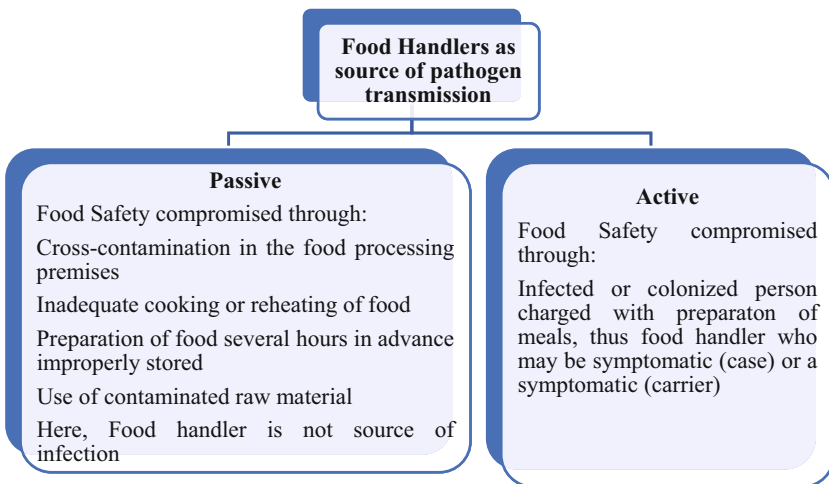 Food Handlers as
source of pathogen
transmission
Passive
Food Safety compromised through:
Cross-contamination in the food processing
premises
Inadequate cooking or reheating of food
Preparation of food several hours in advance
improperly stored
Use of contaminated raw material
Here, Food handler is not source of
infection
Active
Food Safety compromised
through:
Infected or colonized person
charged with preparaton of
meals, thus food handler who
may be symptomatic (case) or a
symptomatic (carrier)